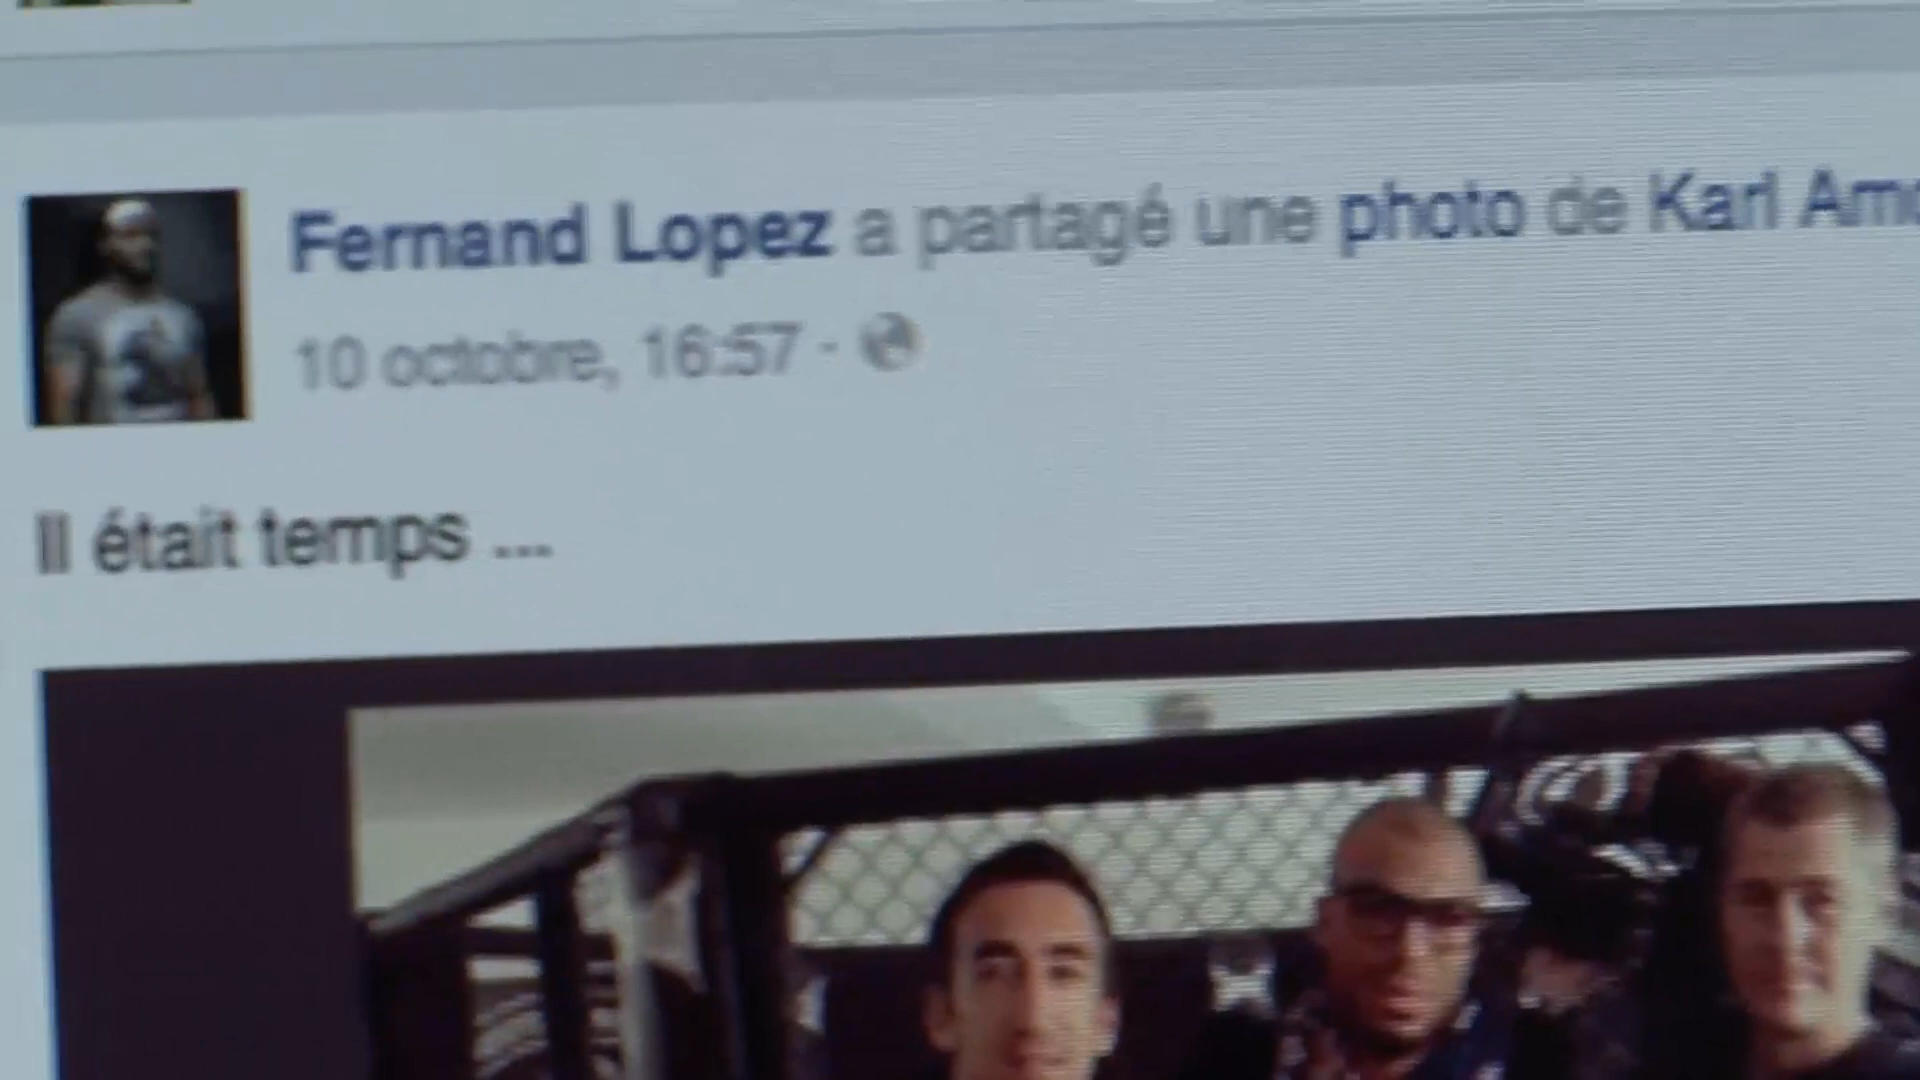 Fernand Lopez a partagé une photo de Karl
10 octobre, 16:57 ·
Il était temps ...